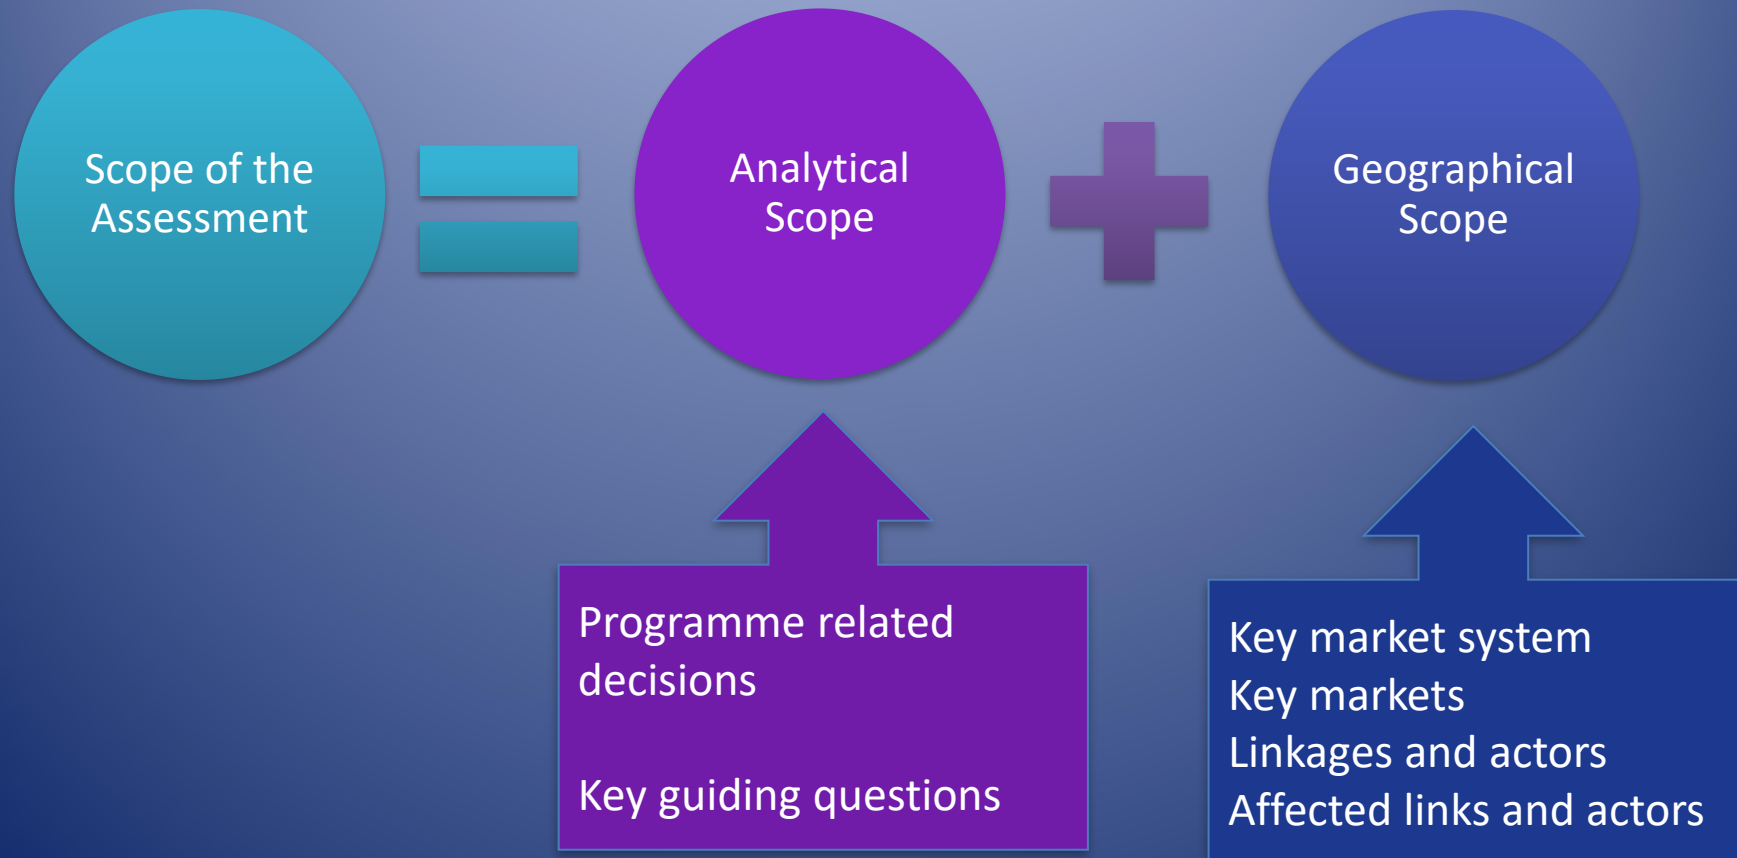 Scope of the
Assessment
Analytical
Scope
Geographical
Scope
Programme related
decisions
Key guiding questions
Key market system
Key markets
Linkages and actors
Affected links and actors